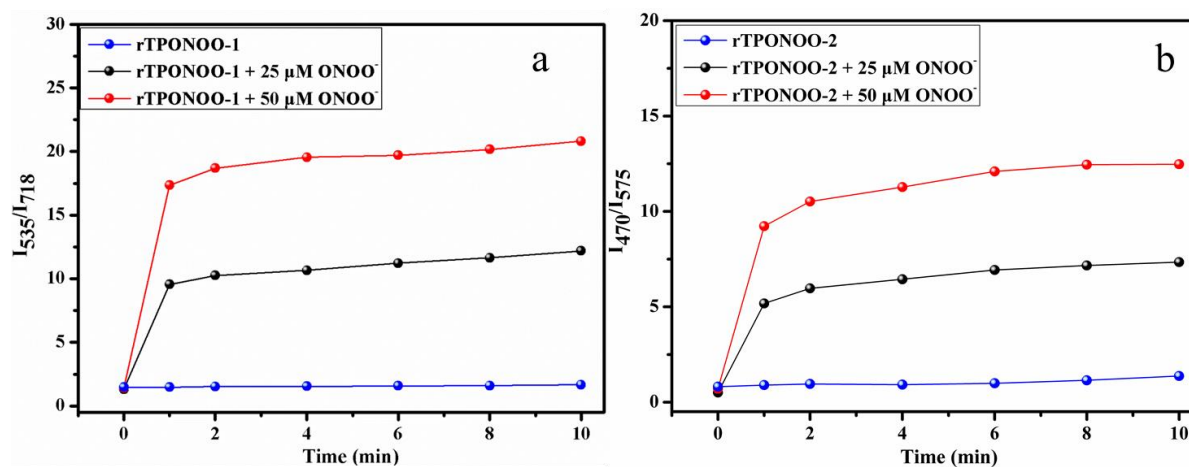 30
25
20
15
10
5
0
I535/I718
rTPONOO-1
rTPONOO-1 + 25 μM ONOO-
rTPONOO-1 + 50 μM ONOO-
a
0 2 4 6 8 10
Time (min)
20
15
10
5
0
I470/I575
rTPONOO-2
rTPONOO-2 + 25 μM ONOO-
rTPONOO-2 + 50 μM ONOO-
b
0 2 4 6 8 10
Time (min)